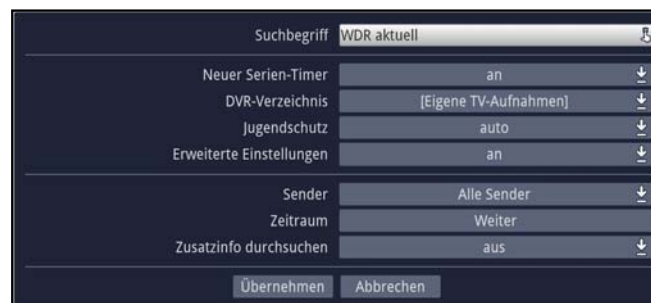 Suchbegriff WDR aktuell
Neuer Serien-Timer an
DVR-Verzeichnis [Eigene TV-Aufnahmen]
Jugendschutz auto
Erweiterte Einstellungen an
Sender Alle Sender
Zeitraum Weiter
Zusatzinfo durchsuchen aus
Übernehmen Abbrechen